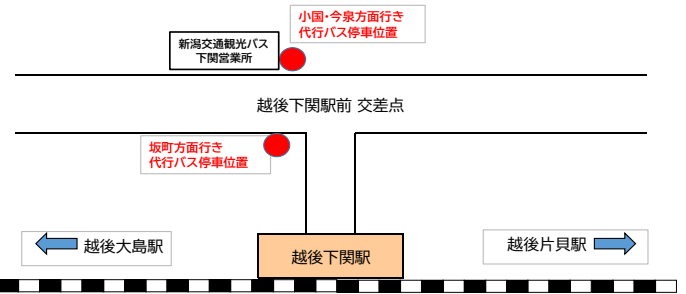 小国・今泉方面行き
代行バス停車位置
新潟交通観光バス
下関営業所
越後下関駅前 交差点
坂町方面行き
代行バス停車位置
越後大島駅
越後下関駅
越後片貝駅